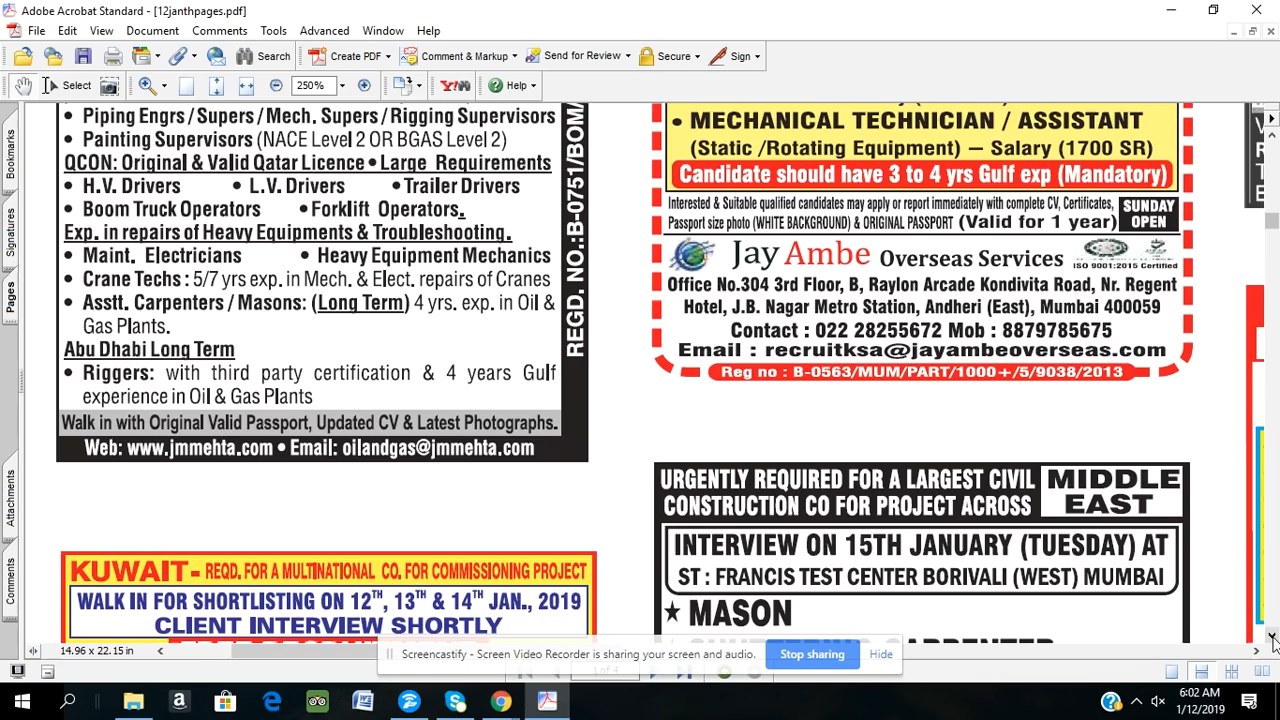 Adobe Acrobat Standard - [12janthpages.pdf]
File Edit View Document Comments Tools Advanced Window Help
Search Create PDF Comment & Markup Send for Review Secure Sign
Select 250% Y! Help
Bookmarks
Signatures
Pages
Attachments
Comments
• Piping Engrs / Supers / Mech. Supers / Rigging Supervisors
• Painting Supervisors (NACE Level 2 OR BGAS Level 2)
QCON: Original & Valid Qatar Licence • Large Requirements
• H.V. Drivers • L.V. Drivers • Trailer Drivers
• Boom Truck Operators • Forklift Operators.
Exp. in repairs of Heavy Equipments & Troubleshooting.
• Maint. Electricians • Heavy Equipment Mechanics
• Crane Techs : 5/7 yrs exp. in Mech. & Elect. repairs of Cranes
• Asstt. Carpenters / Masons: (Long Term) 4 yrs. exp. in Oil &
Gas Plants.
Abu Dhabi Long Term
• Riggers: with third party certification & 4 years Gulf
experience in Oil & Gas Plants
Walk in with Original Valid Passport, Updated CV & Latest Photographs.
Web: www.jmmehta.com • Email: oilandgas@jmmehta.com
REGD. NO.:B-0751/BOM
KUWAIT- REQD. FOR A MULTINATIONAL CO. FOR COMMISSIONING PROJECT
WALK IN FOR SHORTLISTING ON 12TH, 13TH & 14TH JAN., 2019
CLIENT INTERVIEW SHORTLY
• MECHANICAL TECHNICIAN / ASSISTANT
(Static /Rotating Equipment) – Salary (1700 SR)
Candidate should have 3 to 4 yrs Gulf exp (Mandatory)
Interested & Suitable qualified candidates may apply or report immediately with complete CV, Certificates,
Passport size photo (WHITE BACKGROUND) & ORIGINAL PASSPORT (Valid for 1 year)
SUNDAY
OPEN
Jay Ambe Overseas Services
ISO 9001:2015 Certified
Office No.304 3rd Floor, B, Raylon Arcade Kondivita Road, Nr. Regent
Hotel, J.B. Nagar Metro Station, Andheri (East), Mumbai 400059
Contact : 022 28255672 Mob : 8879785675
Email : recruitksa@jayambeoverseas.com
Reg no : B-0563/MUM/PART/1000+/5/9038/2013
URGENTLY REQUIRED FOR A LARGEST CIVIL
CONSTRUCTION CO FOR PROJECT ACROSS
MIDDLE
EAST
INTERVIEW ON 15TH JANUARY (TUESDAY) AT
ST : FRANCIS TEST CENTER BORIVALI (WEST) MUMBAI
★ MASON
14.96 x 22.15 in
Screencastify - Screen Video Recorder is sharing your screen and audio. Stop sharing Hide
1 of 4
6:02 AM
1/12/2019